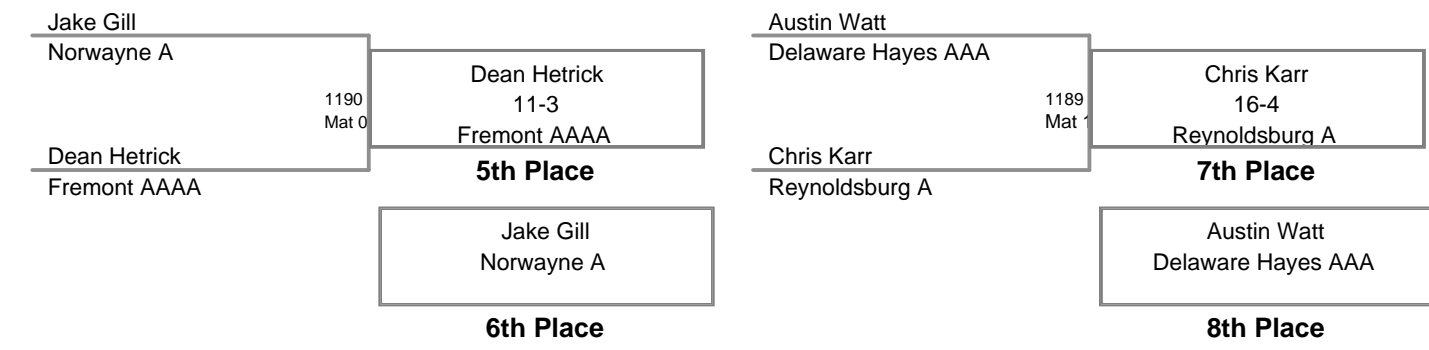 Jake Gill
Norwayne A
1190
Mat 0
Dean Hetrick
Fremont AAAA
Dean Hetrick
11-3
Fremont AAAA
5th Place
Jake Gill
Norwayne A
6th Place
Austin Watt
Delaware Hayes AAA
1189
Mat 1
Chris Karr
Reynoldsburg A
Chris Karr
16-4
Reynoldsburg A
7th Place
Austin Watt
Delaware Hayes AAA
8th Place